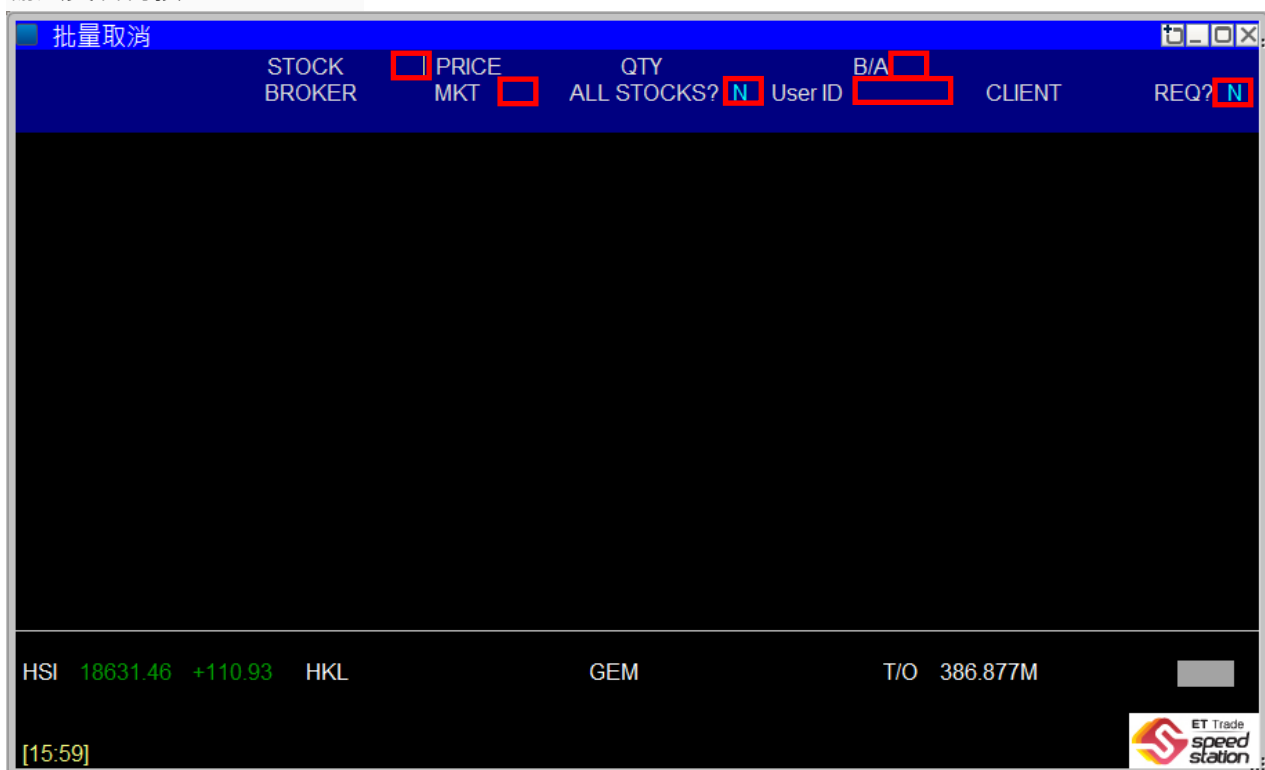 批量取消
STOCK PRICE QTY B/A
BROKER MKT ALL STOCKS? N User ID CLIENT REQ? N
HSI 18631.46 +110.93 HKL GEM T/O 386.877M
[15:59]
ET Trade
speed
station